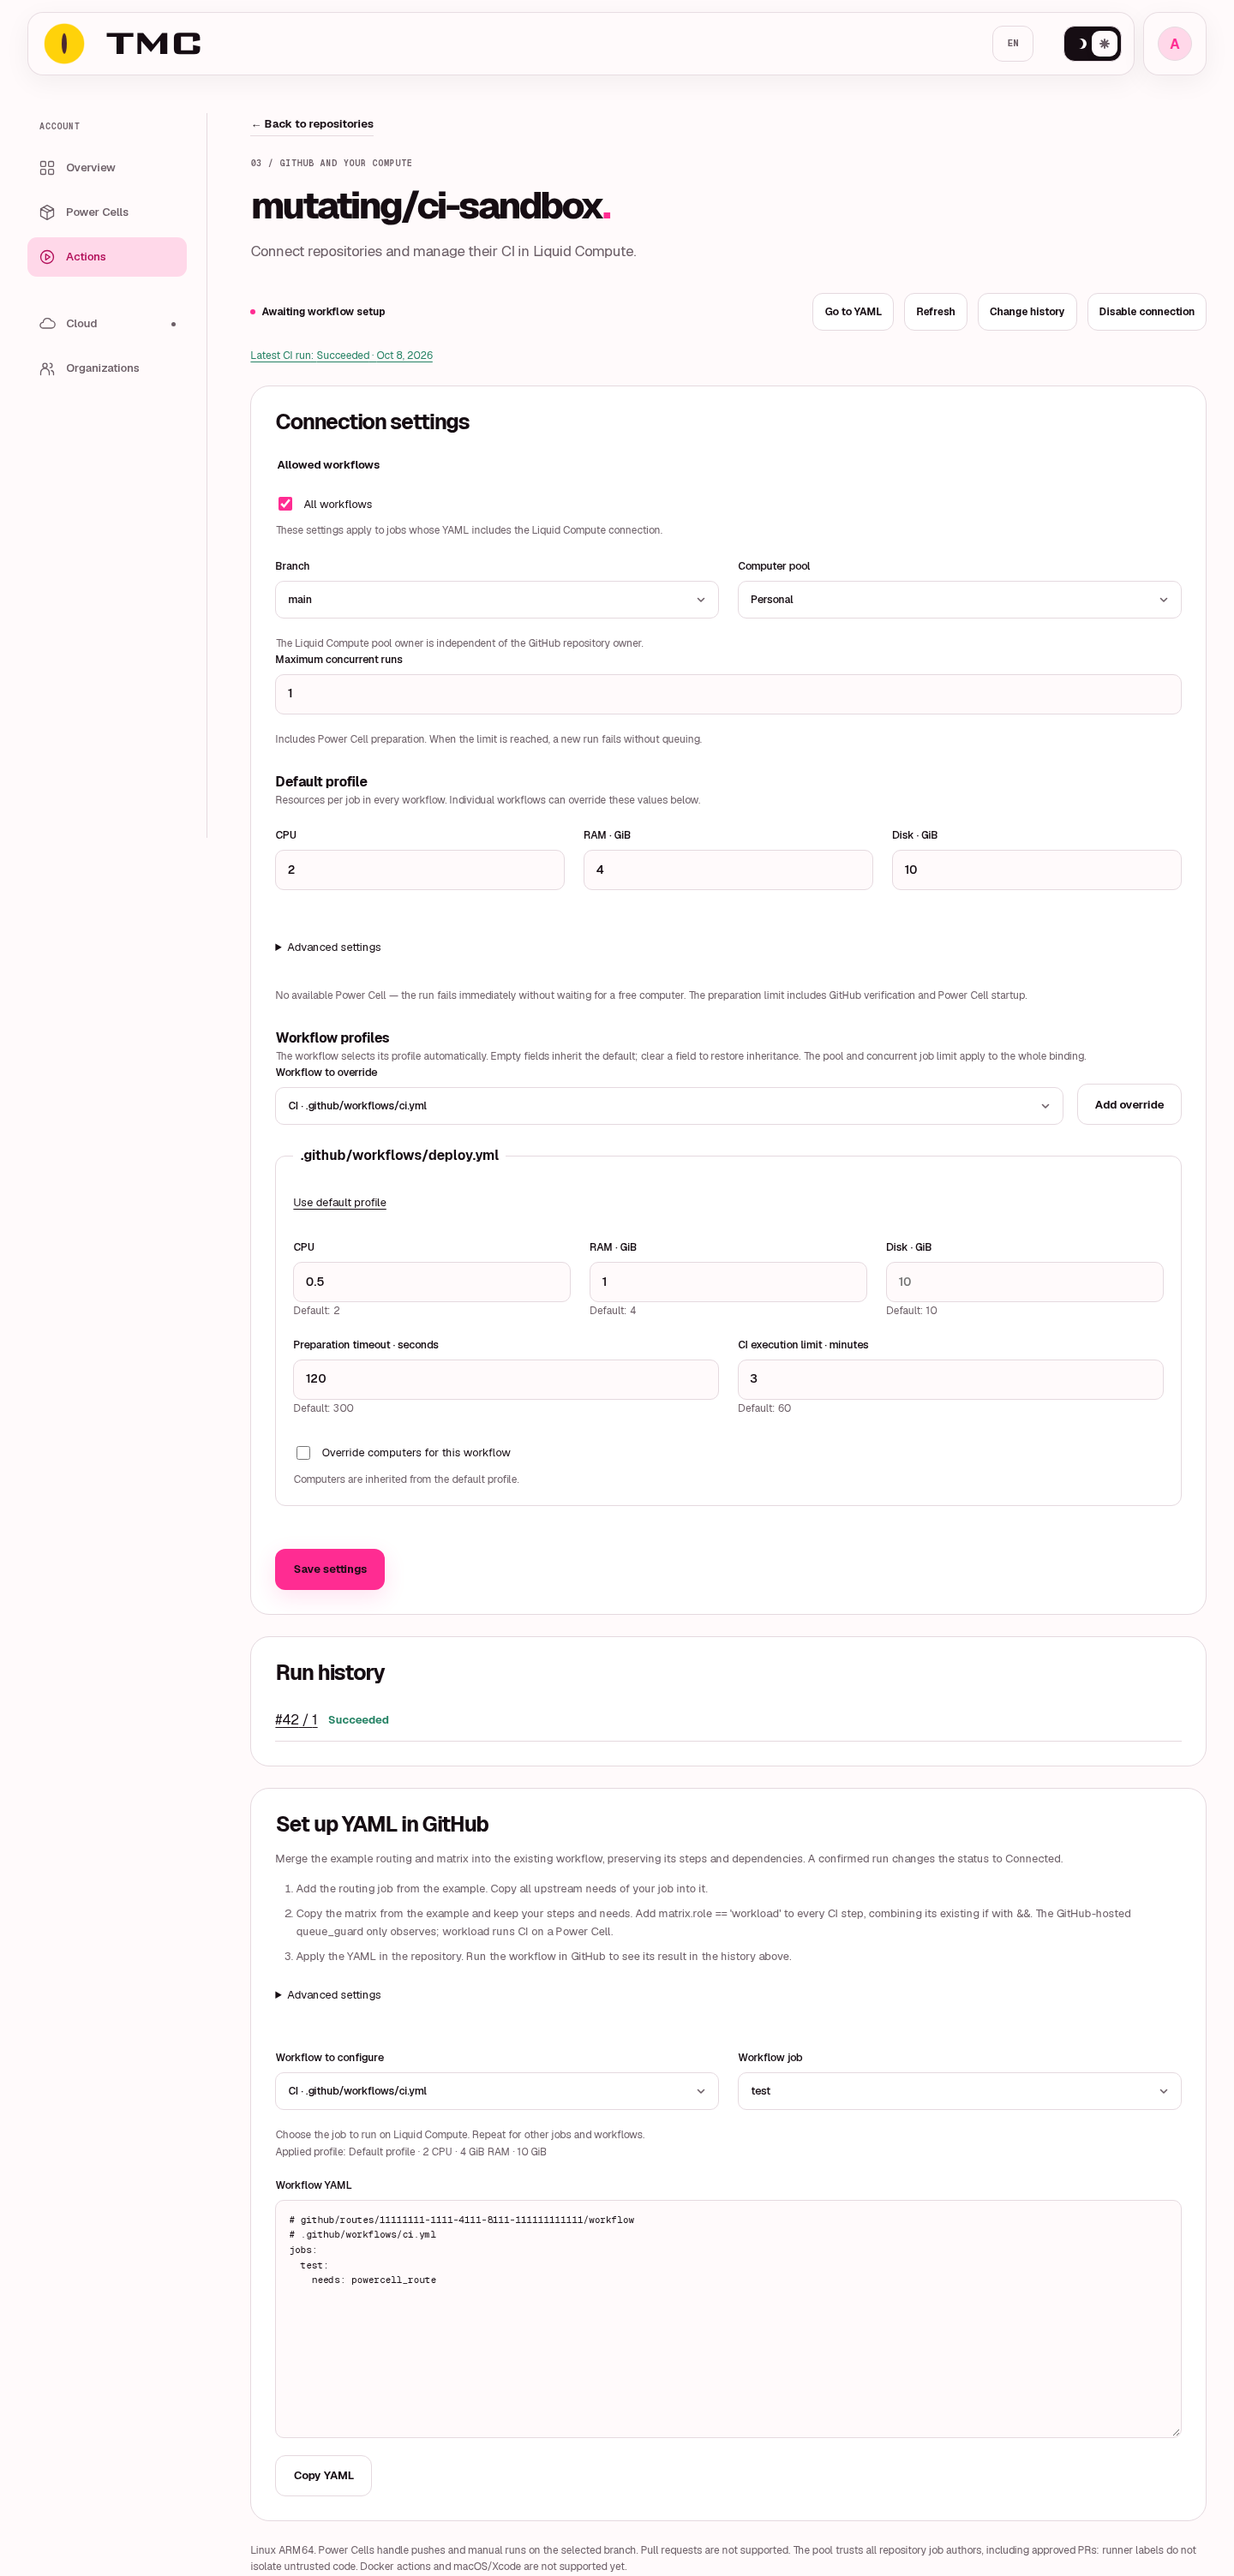 TMC
EN
A
ACCOUNT
Overview
Power Cells
Actions
Cloud
Organizations
← Back to repositories
03 / GITHUB AND YOUR COMPUTE
mutating/ci-sandbox.
Connect repositories and manage their CI in Liquid Compute.
Awaiting workflow setup
Go to YAML
Refresh
Change history
Disable connection
Latest CI run: Succeeded · Oct 8, 2026
Connection settings
Allowed workflows
All workflows
These settings apply to jobs whose YAML includes the Liquid Compute connection.
Branch
Computer pool
main
Personal
The Liquid Compute pool owner is independent of the GitHub repository owner.
Maximum concurrent runs
1
Includes Power Cell preparation. When the limit is reached, a new run fails without queuing.
Default profile
Resources per job in every workflow. Individual workflows can override these values below.
CPU
RAM · GiB
Disk · GiB
2
4
10
Advanced settings
No available Power Cell — the run fails immediately without waiting for a free computer. The preparation limit includes GitHub verification and Power Cell startup.
Workflow profiles
The workflow selects its profile automatically. Empty fields inherit the default; clear a field to restore inheritance. The pool and concurrent job limit apply to the whole binding.
Workflow to override
CI · .github/workflows/ci.yml
Add override
.github/workflows/deploy.yml
Use default profile
CPU
RAM · GiB
Disk · GiB
0.5
1
10
Default: 2
Default: 4
Default: 10
Preparation timeout · seconds
CI execution limit · minutes
120
3
Default: 300
Default: 60
Override computers for this workflow
Computers are inherited from the default profile.
Save settings
Run history
#42 / 1
Succeeded
Set up YAML in GitHub
Merge the example routing and matrix into the existing workflow, preserving its steps and dependencies. A confirmed run changes the status to Connected.
1. Add the routing job from the example. Copy all upstream needs of your job into it.
2. Copy the matrix from the example and keep your steps and needs. Add matrix.role == 'workload' to every CI step, combining its existing if with &&. The GitHub-hosted
queue_guard only observes; workload runs CI on a Power Cell.
3. Apply the YAML in the repository. Run the workflow in GitHub to see its result in the history above.
Advanced settings
Workflow to configure
Workflow job
CI · .github/workflows/ci.yml
test
Choose the job to run on Liquid Compute. Repeat for other jobs and workflows.
Applied profile: Default profile · 2 CPU · 4 GiB RAM · 10 GiB
Workflow YAML
# github/routes/11111111-1111-4111-8111-111111111111/workflow
# .github/workflows/ci.yml
jobs:
test:
needs: powercell_route
Copy YAML
Linux ARM64. Power Cells handle pushes and manual runs on the selected branch. Pull requests are not supported. The pool trusts all repository job authors, including approved PRs: runner labels do not
isolate untrusted code. Docker actions and macOS/Xcode are not supported yet.